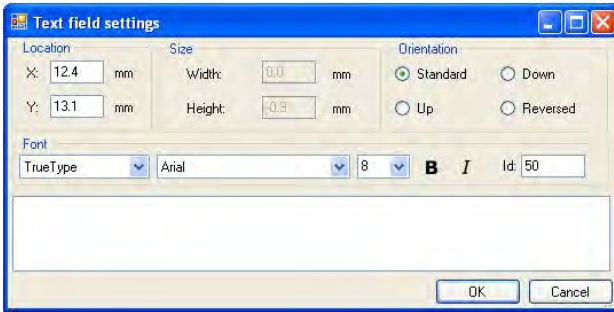 Text field settings
Location Size Orientation
X: 12.4 mm Width: 0.0 mm Standard Down
Y: 13.1 mm Height: -0.9 mm Up Reversed
Font
TrueType Arial 8 B I Id: 50
OK Cancel